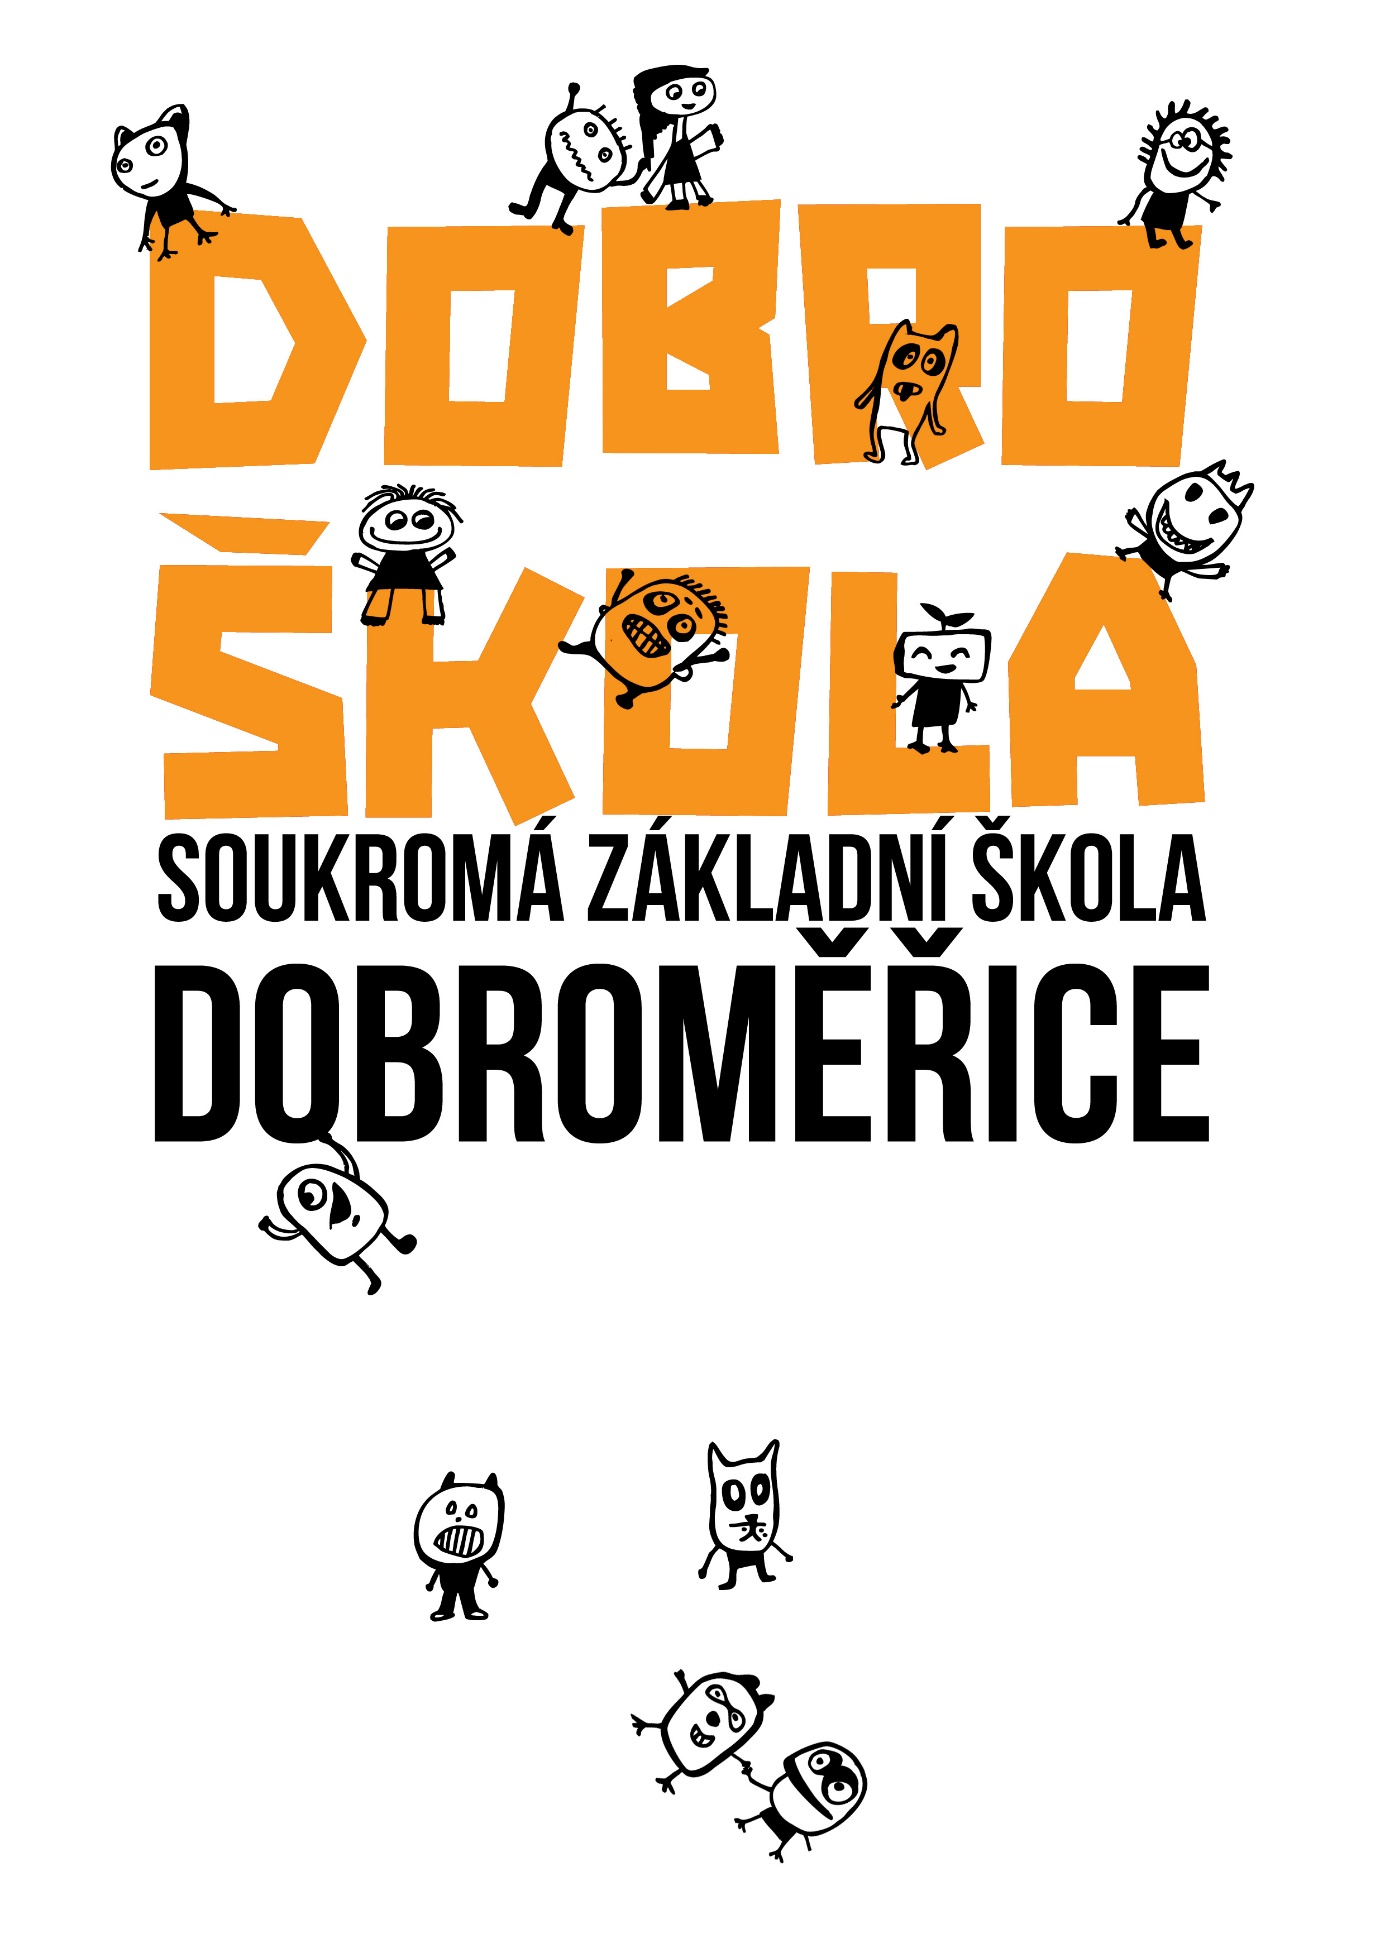 DOBRO
ŠKOLA
SOUKROMÁ ZÁKLADNÍ ŠKOLA
DOBROMĚŘICE